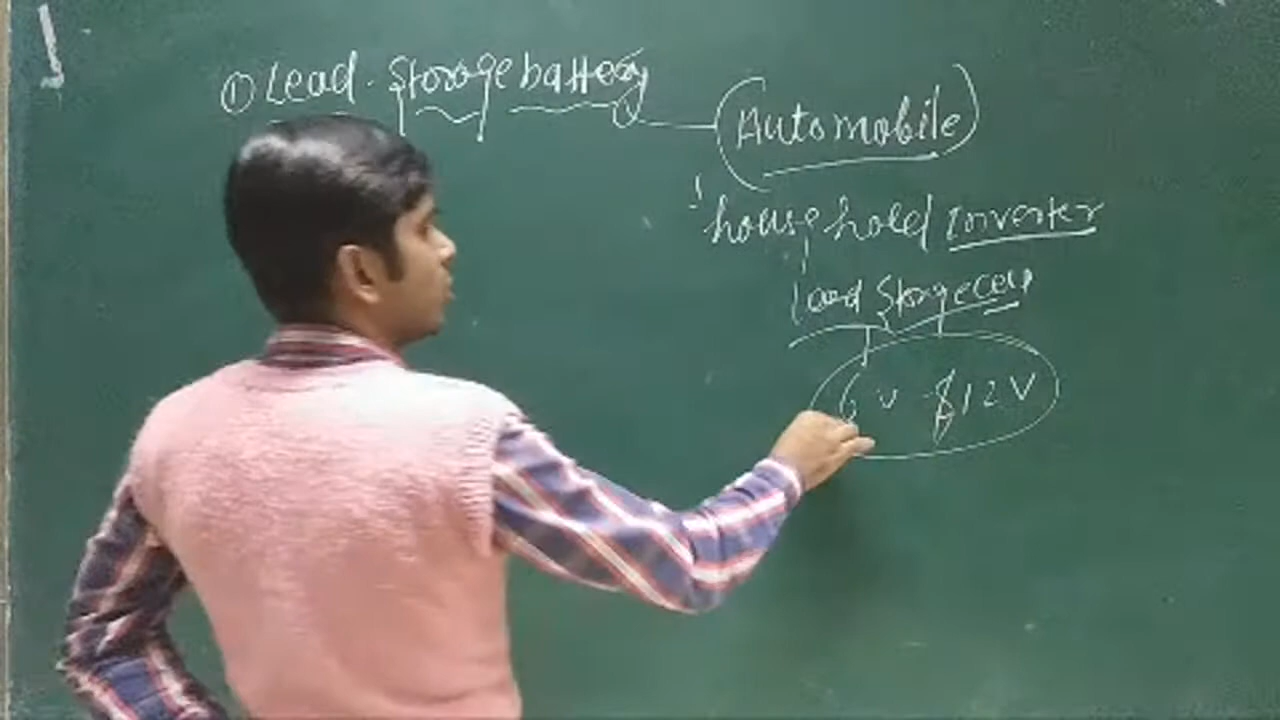 ① Lead Storage battery
(Automobile)
household Inverter
Lead Storage cell
6 V & 12 V